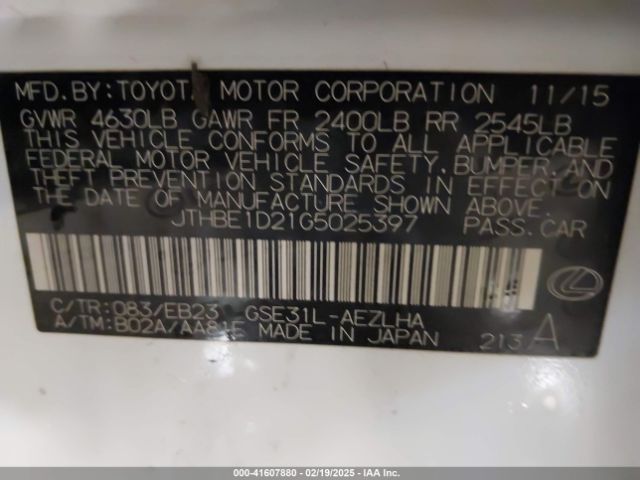 MFD.BY:TOYOTA MOTOR CORPORATION 11/15
GVWR 4630LB GAWR FR 2400LB RR 2545LB
THIS VEHICLE CONFORMS TO ALL APPLICABLE
FEDERAL MOTOR VEHICLE SAFETY,BUMPER,AND
THEFT PREVENTION STANDARDS IN EFFECT ON
THE DATE OF MANUFACTURE SHOWN ABOVE.
JTHBE1D21G5025397 PASS.CAR
C/TR:083/EB23 GSE31L-AEZLHA
A/TM:B02A/AA81E MADE IN JAPAN 213 A
000-41607880 - 02/19/2025 - IAA Inc.